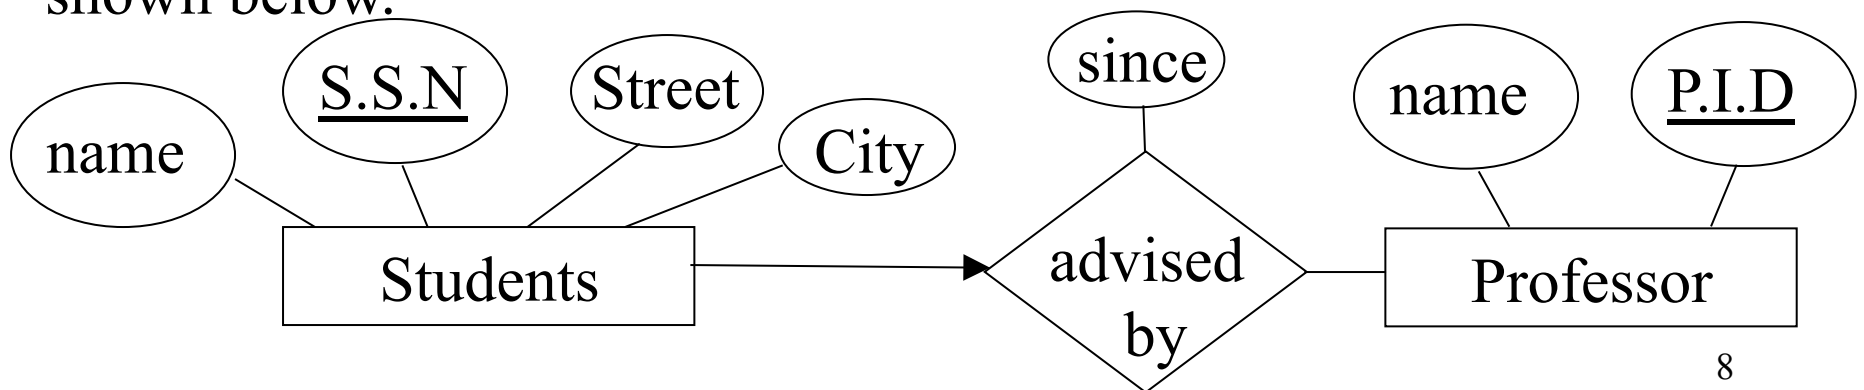 shown below.
name
S.S.N
Street
City
since
name
P.I.D
Students
advised
by
Professor
8